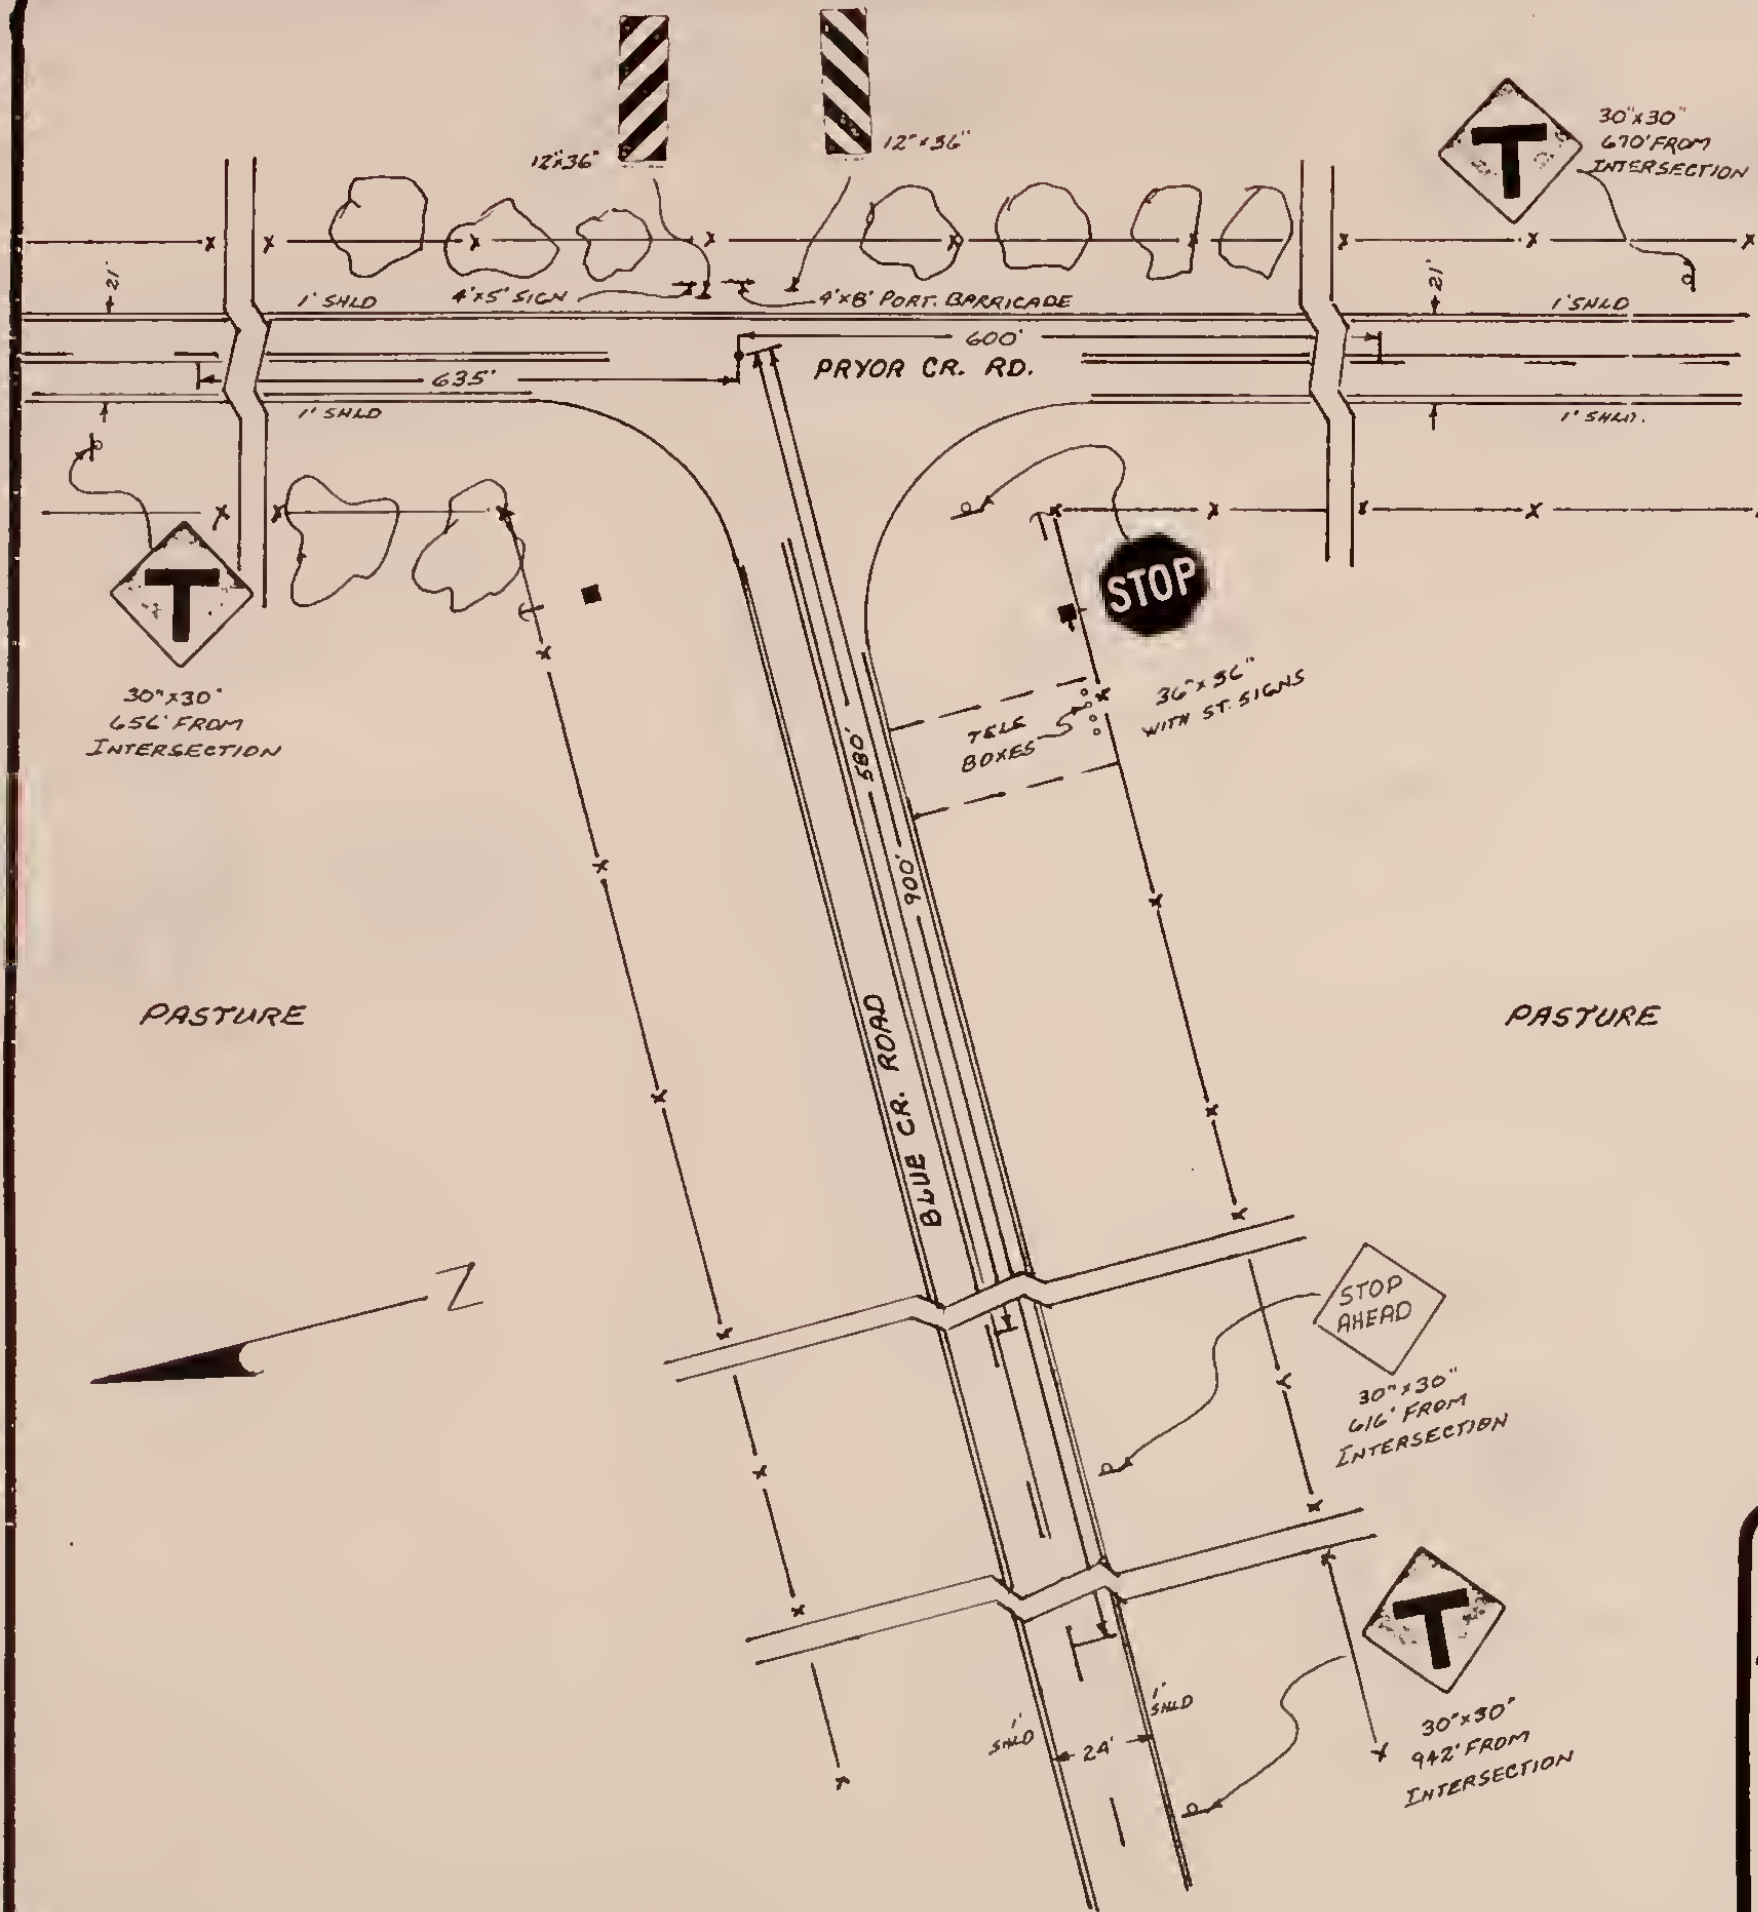 12"x36"
12"x36"
30"x30"
670' FROM
INTERSECTION
T
21'
1' SHLD
4'x5' SIGN
4'x8' PORT. BARRICADE
21'
1' SHLD
600'
PRYOR CR. RD.
635'
1' SHLD
1' SHLD.
STOP
T
30"x30"
656' FROM
INTERSECTION
36"x36"
WITH ST. SIGNS
TELE
BOXES
580'
900'
BLUE CR. ROAD
PASTURE
PASTURE
N
STOP
AHEAD
30"x30"
616' FROM
INTERSECTION
T
1'
SHLD
1'
SHLD
24'
30"x30"
942' FROM
INTERSECTION